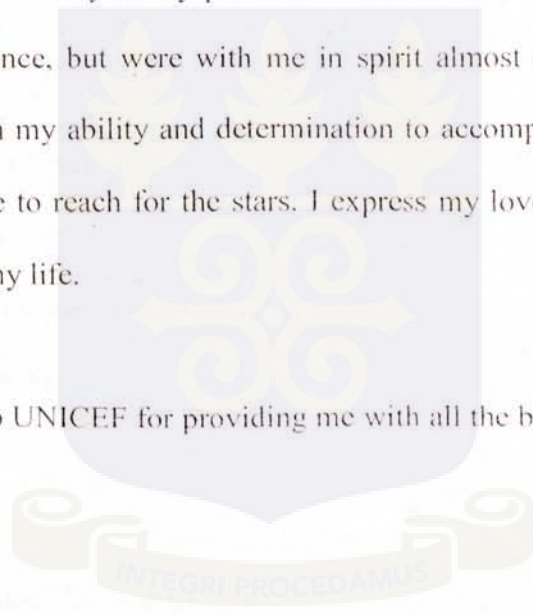 nce, but were with me in spirit almost
my ability and determination to accomp
to reach for the stars. I express my lov
y life.
UNICEF for providing me with all the b
INTEGRI PROCEDAMUS